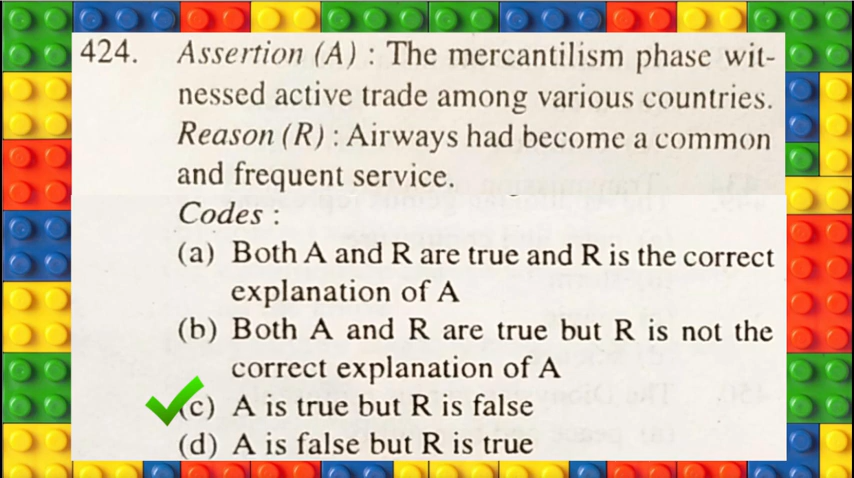 424. Assertion (A) : The mercantilism phase wit-
nessed active trade among various countries.
Reason (R) : Airways had become a common
and frequent service.
Codes :
(a) Both A and R are true and R is the correct
explanation of A
(b) Both A and R are true but R is not the
correct explanation of A
(c) A is true but R is false
(d) A is false but R is true